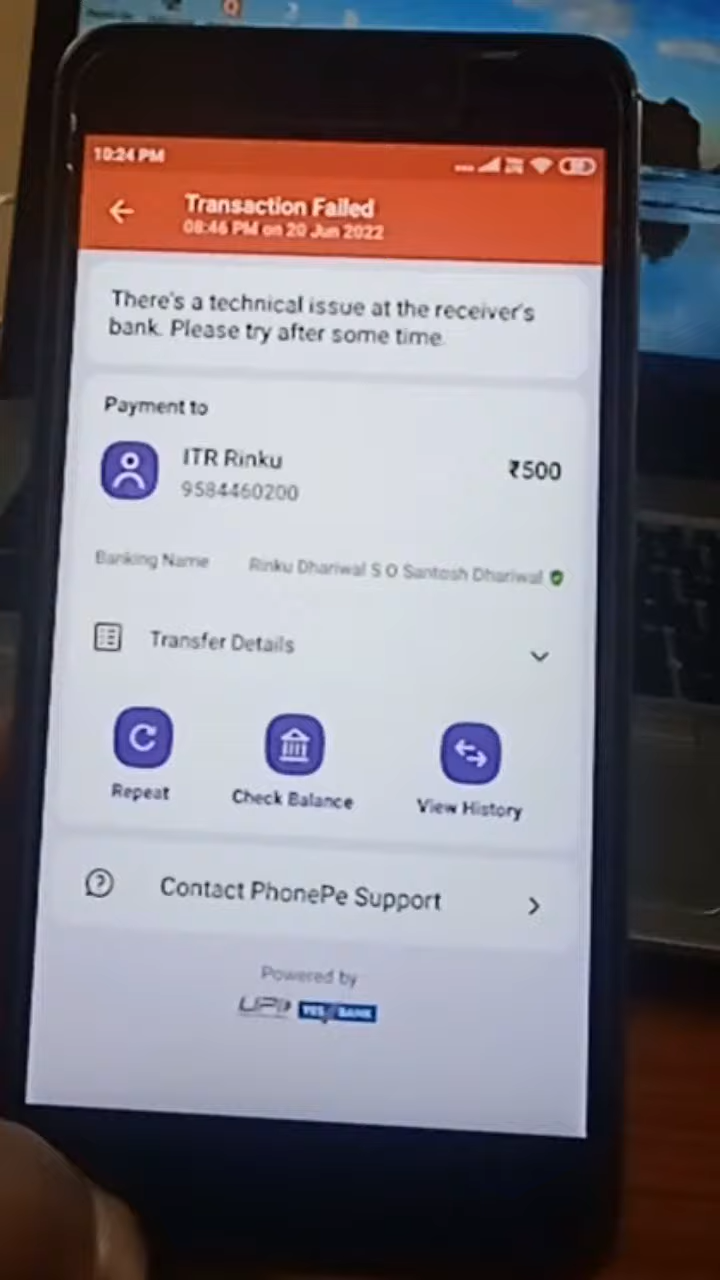 10:24 PM
Transaction Failed
08:46 PM on 20 Jun 2022
There's a technical issue at the receiver's
bank. Please try after some time.
Payment to
ITR Rinku
₹500
9584460200
Banking Name Rinku Dhariwal S O Santosh Dhariwal
Transfer Details
Repeat
Check Balance
View History
Contact PhonePe Support
Powered by
UPI YES BANK